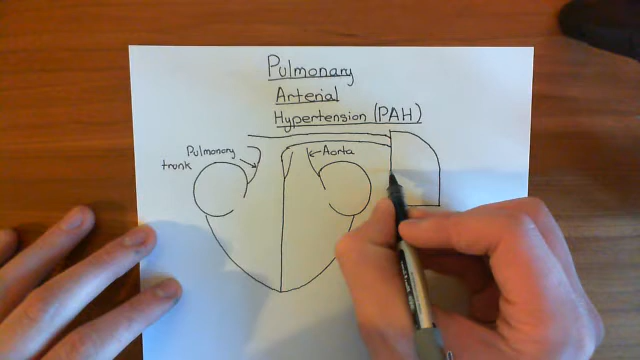 Pulmonary
Arterial
Hypertension (PAH)
Pulmonary
trunk
Aorta